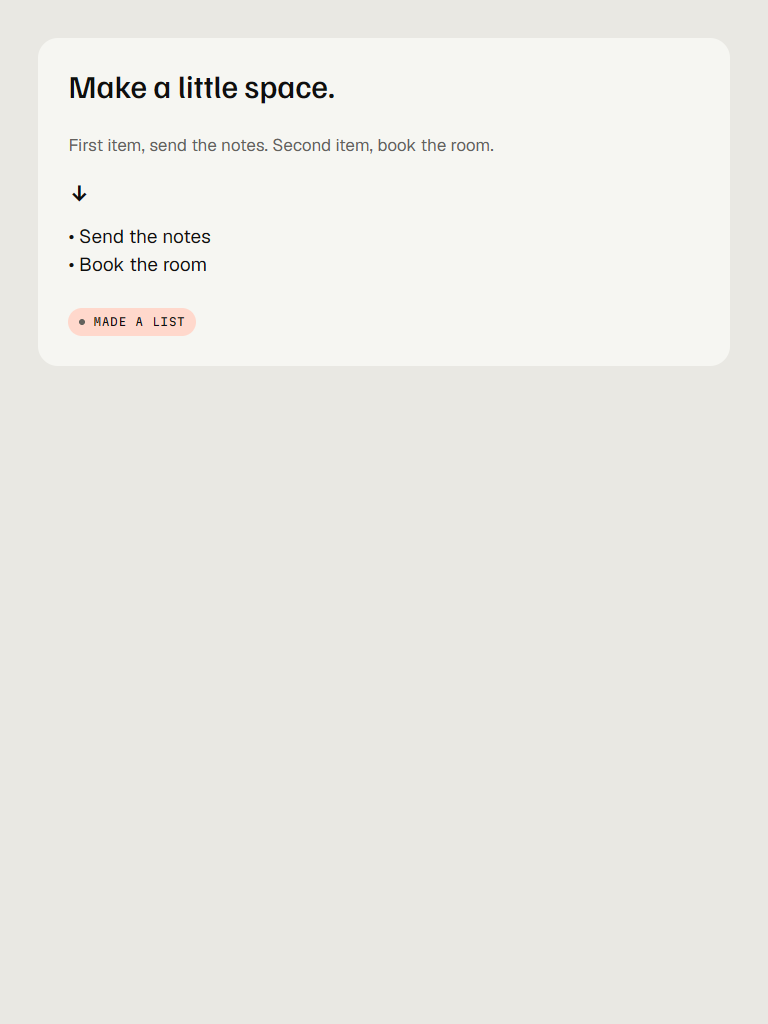 Make a little space.
First item, send the notes. Second item, book the room.
↓
• Send the notes
• Book the room
MADE A LIST